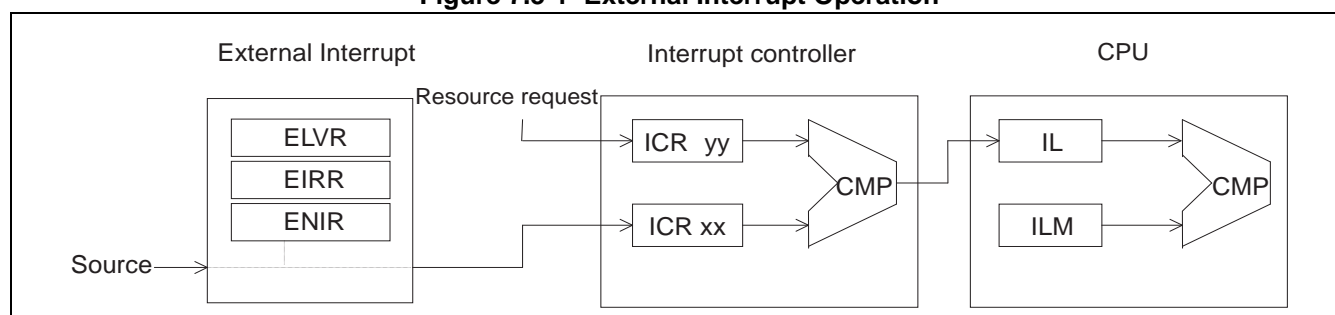 Figure 7.3-1 External Interrupt Operation
External Interrupt
Interrupt controller
CPU
Resource request
ELVR
EIRR
ENIR
Source
ICR yy
ICR xx
CMP
IL
ILM
CMP